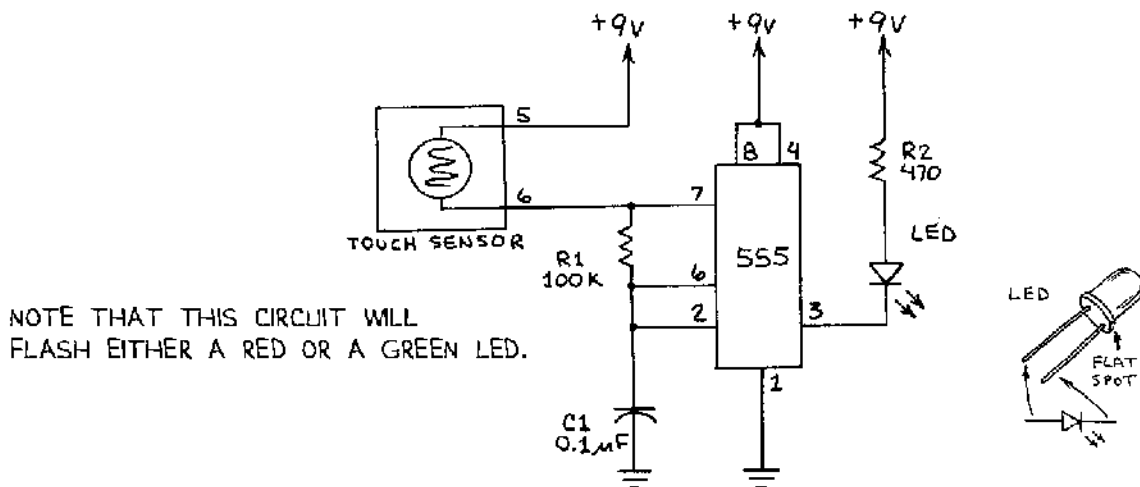 +9V +9V +9V
5
8 4
R2
470
6 7
TOUCH SENSOR
LED
555
R1
100K
6
LED
2 3
NOTE THAT THIS CIRCUIT WILL
FLASH EITHER A RED OR A GREEN LED.
FLAT
SPOT
1
C1
0.1µF